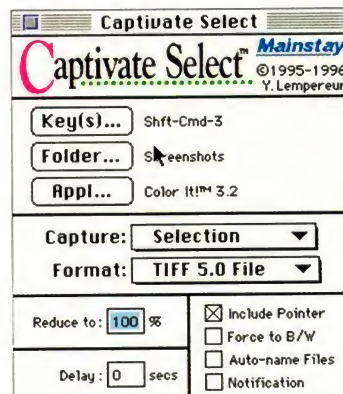 Captivate Select
Captivate Select™ Mainstay
©1995-1996
Y. Lempereur
Key(s)... Shft-Cmd-3
Folder... Screenshots
Appl... Color It!™ 3.2
Capture: Selection
Format: TIFF 5.0 File
Reduce to: 100 %
Delay: 0 secs
Include Pointer
Force to B/W
Auto-name Files
Notification